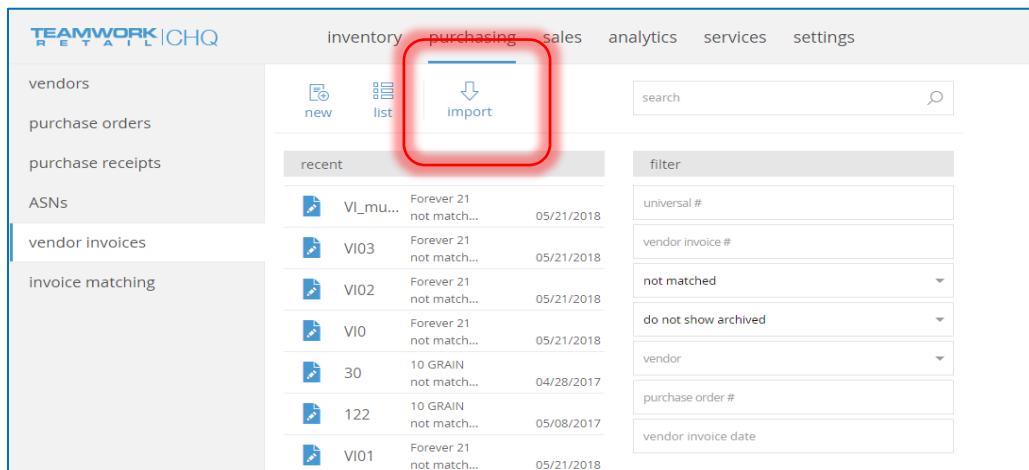 TEAMWORK RETAIL | CHQ
inventory purchasing sales analytics services settings
vendors
purchase orders
purchase receipts
ASNs
vendor invoices
invoice matching
new list import
search
recent
VI_mu... Forever 21 not match... 05/21/2018
VI03 Forever 21 not match... 05/21/2018
VI02 Forever 21 not match... 05/21/2018
VI0 Forever 21 not match... 05/21/2018
30 10 GRAIN not match... 04/28/2017
122 10 GRAIN not match... 05/08/2017
VI01 Forever 21 not match... 05/21/2018
filter
universal #
vendor invoice #
not matched
do not show archived
vendor
purchase order #
vendor invoice date